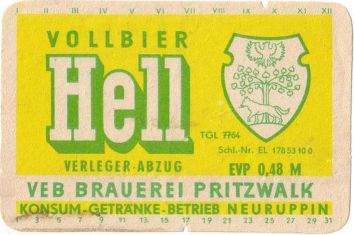 I II III IV V VI VII VIII IX X XI XII
VOLLBIER
Hell
TGL 7764
Schl.-Nr. EL 1785310 0
VERLEGER-ABZUG
EVP 0,48 M
VEB BRAUEREI PRITZWALK
KONSUM-GETRÄNKE-BETRIEB NEURUPPIN
1 3 5 7 9 11 13 15 17 19 21 23 25 27 29 31